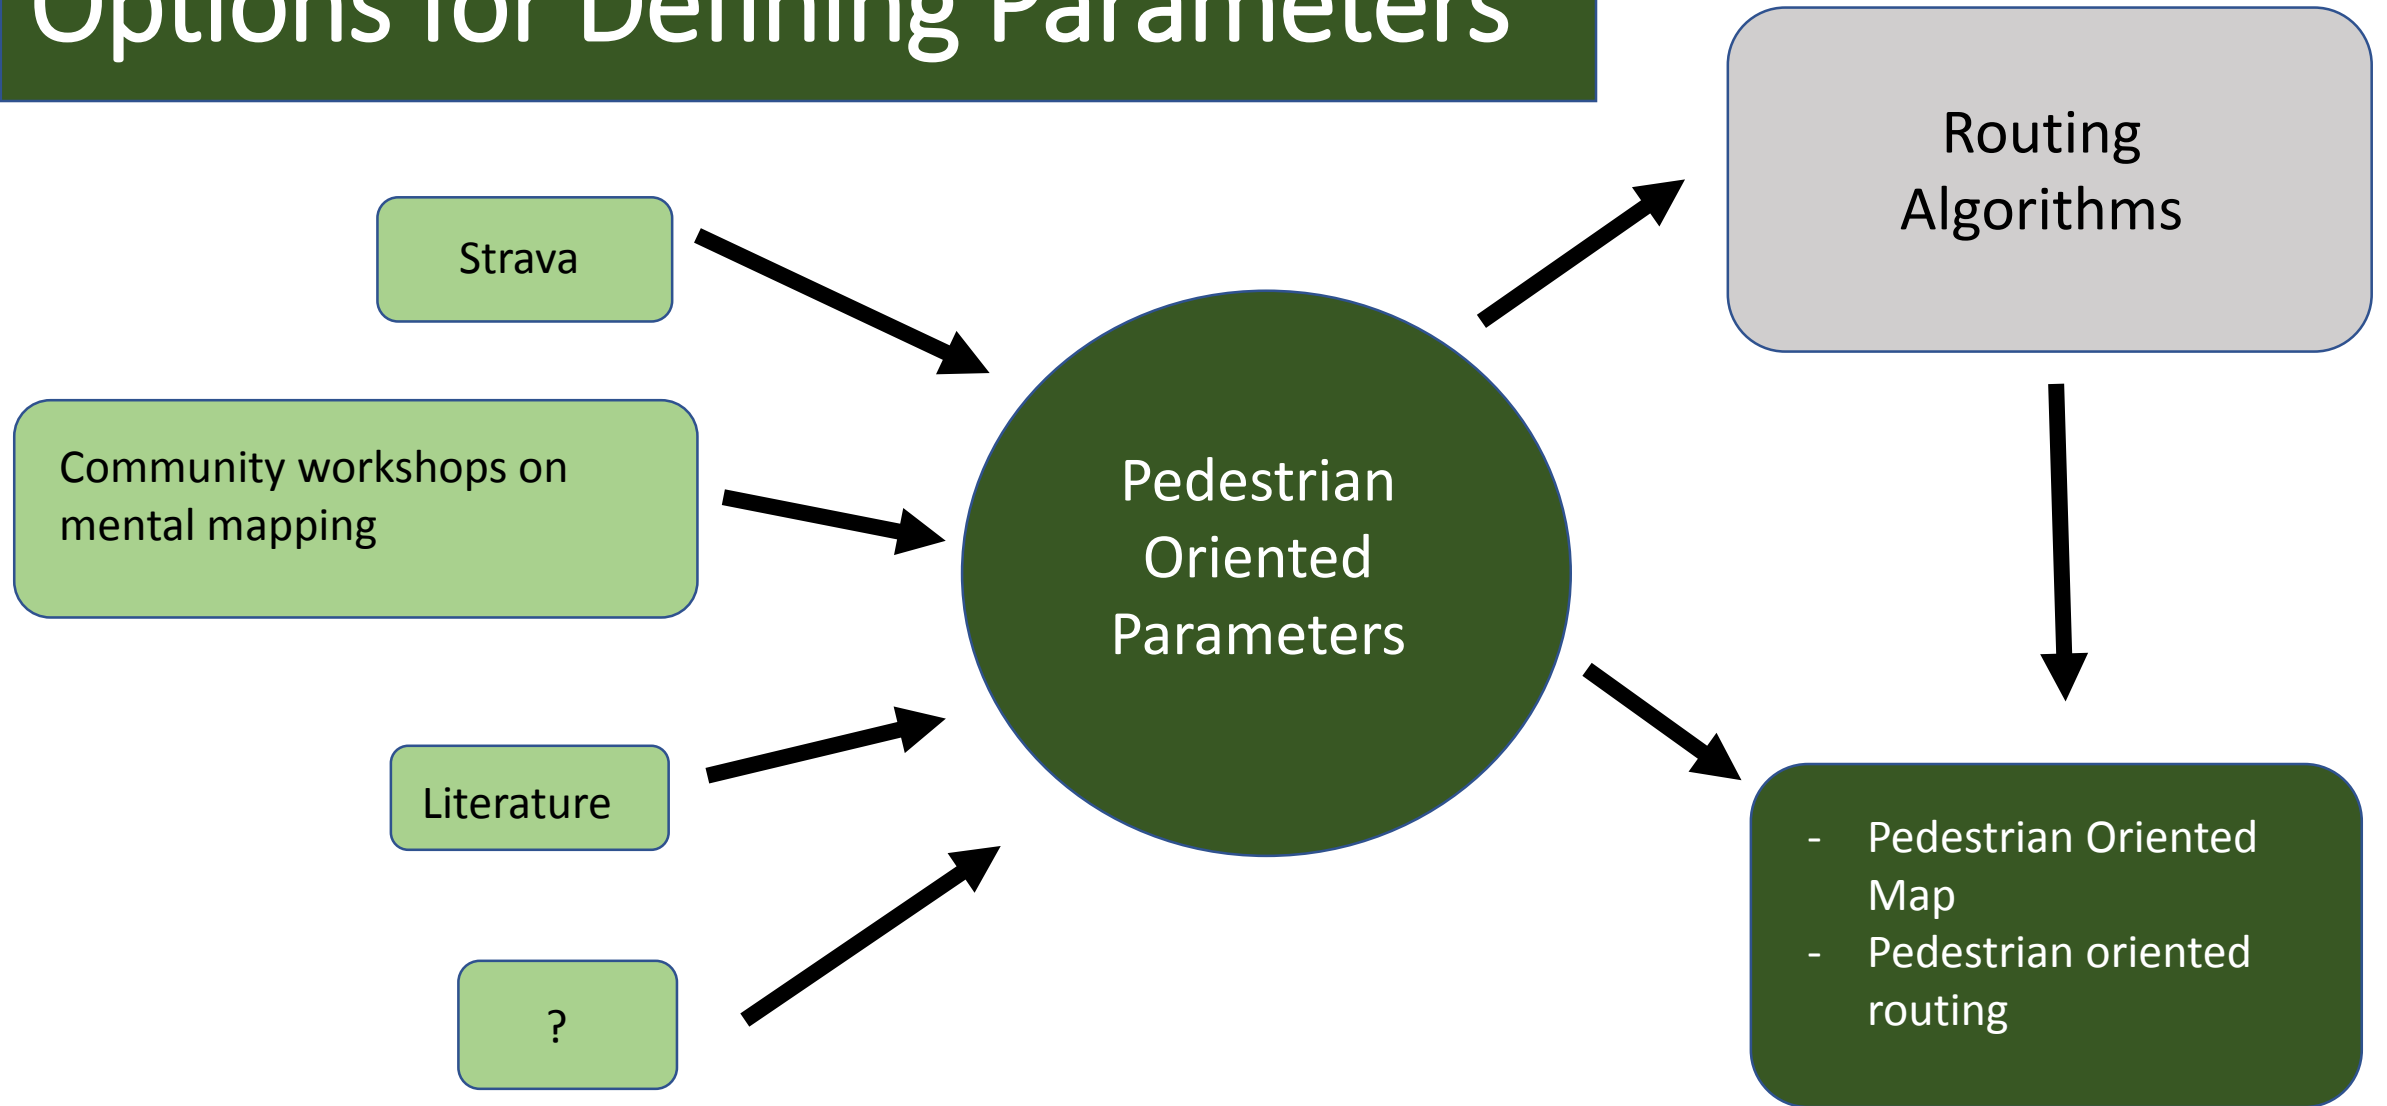 Options for Defining Parameters
Routing
Algorithms
Strava
Community workshops on
mental mapping
Pedestrian
Oriented
Parameters
Literature
?
- Pedestrian Oriented
Map
- Pedestrian oriented
routing